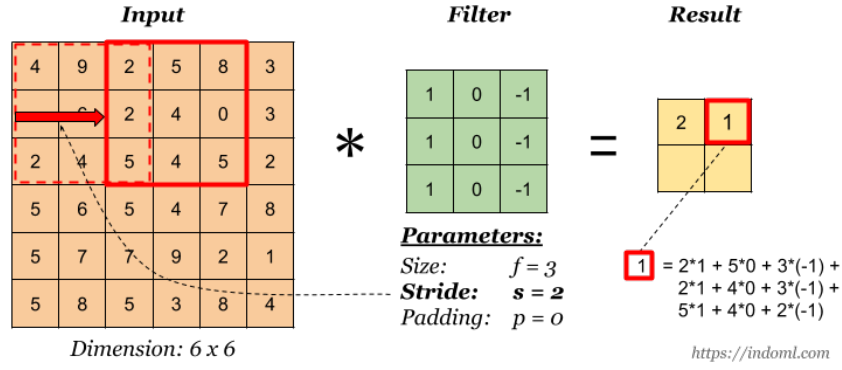 Input
Filter
Result
4 9 2 5 8 3
2 4 0 3
2 4 5 4 5 2
5 6 5 4 7 8
5 7 7 9 2 1
5 8 5 3 8 4
Dimension: 6 x 6
*
1 0 -1
1 0 -1
1 0 -1
=
2 1
Parameters:
Size: f = 3
Stride: s = 2
Padding: p = 0
1 = 2*1 + 5*0 + 3*(-1) +
2*1 + 4*0 + 3*(-1) +
5*1 + 4*0 + 2*(-1)
https://indoml.com